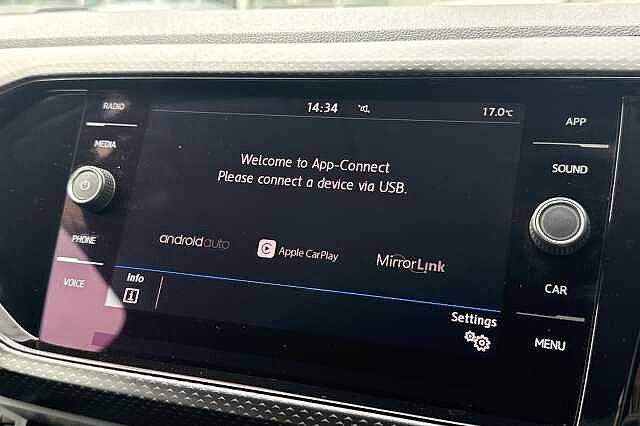 RADIO
MEDIA
PHONE
VOICE
14:34
17.0°C
Welcome to App-Connect
Please connect a device via USB.
androidauto
Apple CarPlay
MirrorLink
Info
Settings
APP
SOUND
CAR
MENU